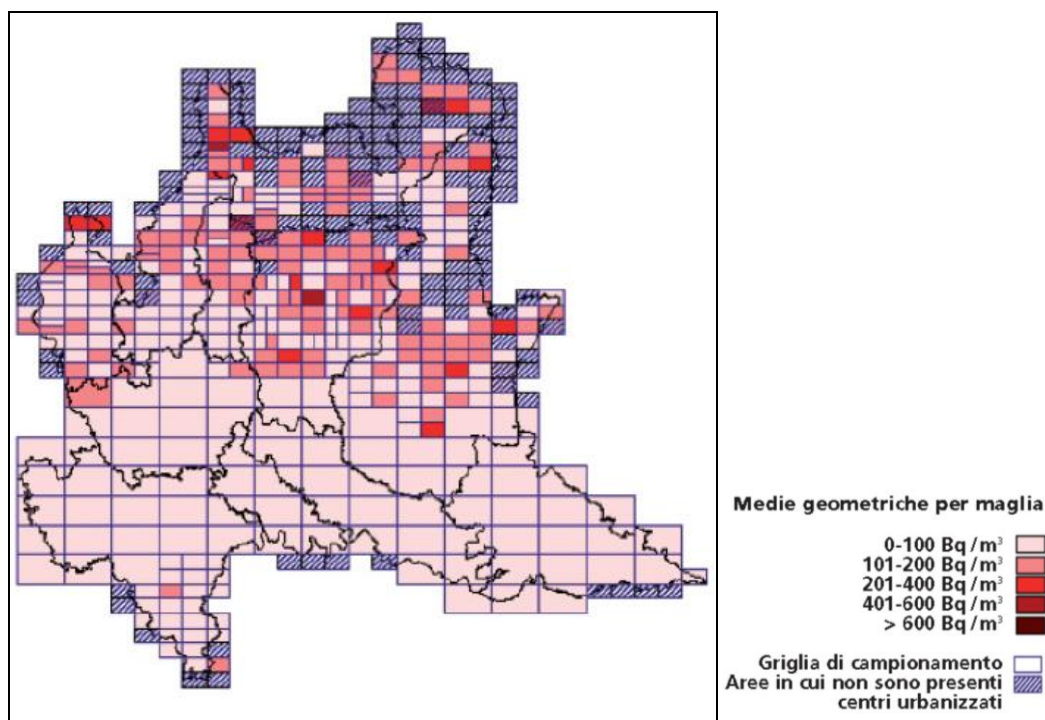 Medie geometriche per maglia
0-100 Bq/m³
101-200 Bq/m³
201-400 Bq/m³
401-600 Bq/m³
> 600 Bq/m³
Griglia di campionamento
Aree in cui non sono presenti
centri urbanizzati